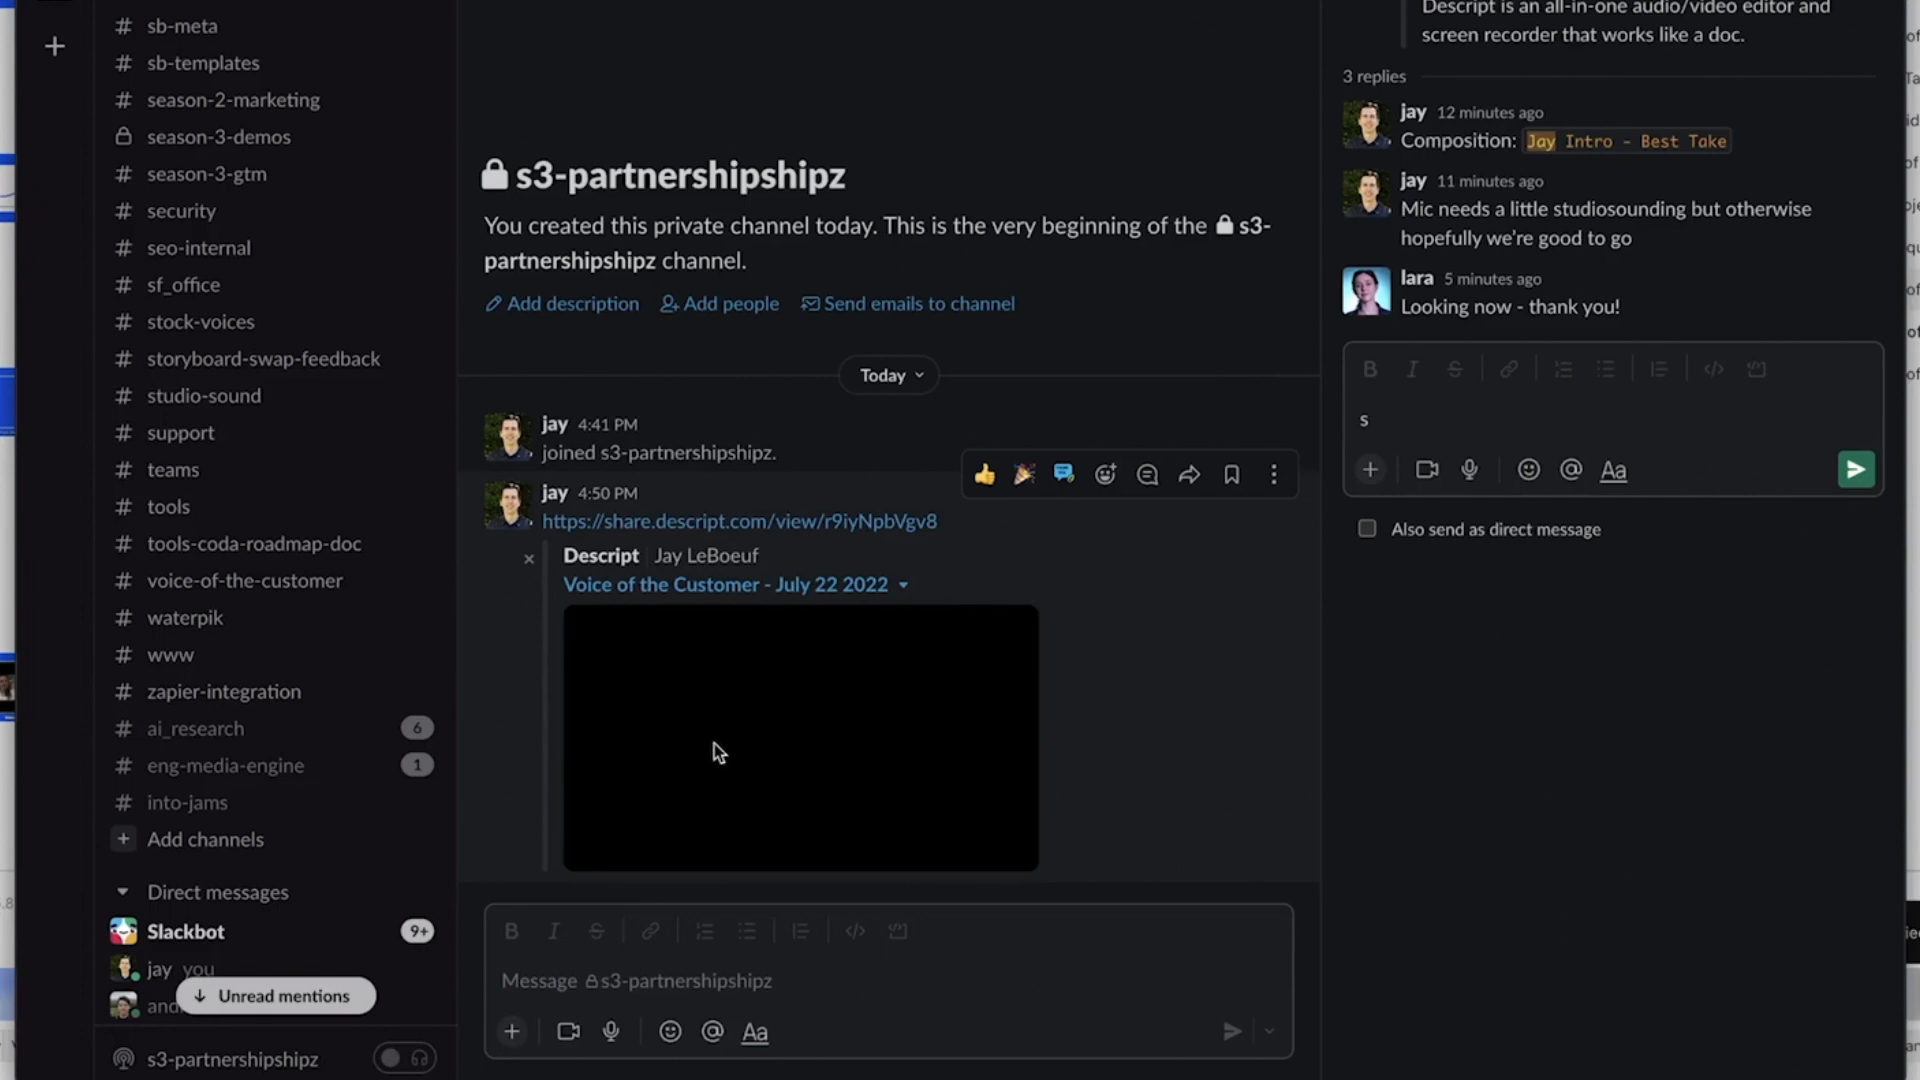 sb-meta
sb-templates
season-2-marketing
season-3-demos
season-3-gtm
security
seo-internal
sf_office
stock-voices
storyboard-swap-feedback
studio-sound
support
teams
tools
tools-coda-roadmap-doc
voice-of-the-customer
waterpik
www
zapier-integration
ai_research 6
eng-media-engine 1
into-jams
Add channels
Direct messages
Slackbot 9+
jay you
Unread mentions
s3-partnershipshipz
s3-partnershipshipz
You created this private channel today. This is the very beginning of the s3-
partnershipshipz channel.
Add description Add people Send emails to channel
Today
jay 4:41 PM
joined s3-partnershipshipz.
jay 4:50 PM
https://share.descript.com/view/r9iyNpbVgv8
Descript Jay LeBoeuf
Voice of the Customer - July 22 2022
Message s3-partnershipshipz
Aa
Descript is an all-in-one audio/video editor and
screen recorder that works like a doc.
3 replies
jay 12 minutes ago
Composition: Jay Intro - Best Take
jay 11 minutes ago
Mic needs a little studiosounding but otherwise
hopefully we're good to go
lara 5 minutes ago
Looking now - thank you!
s
Aa
Also send as direct message